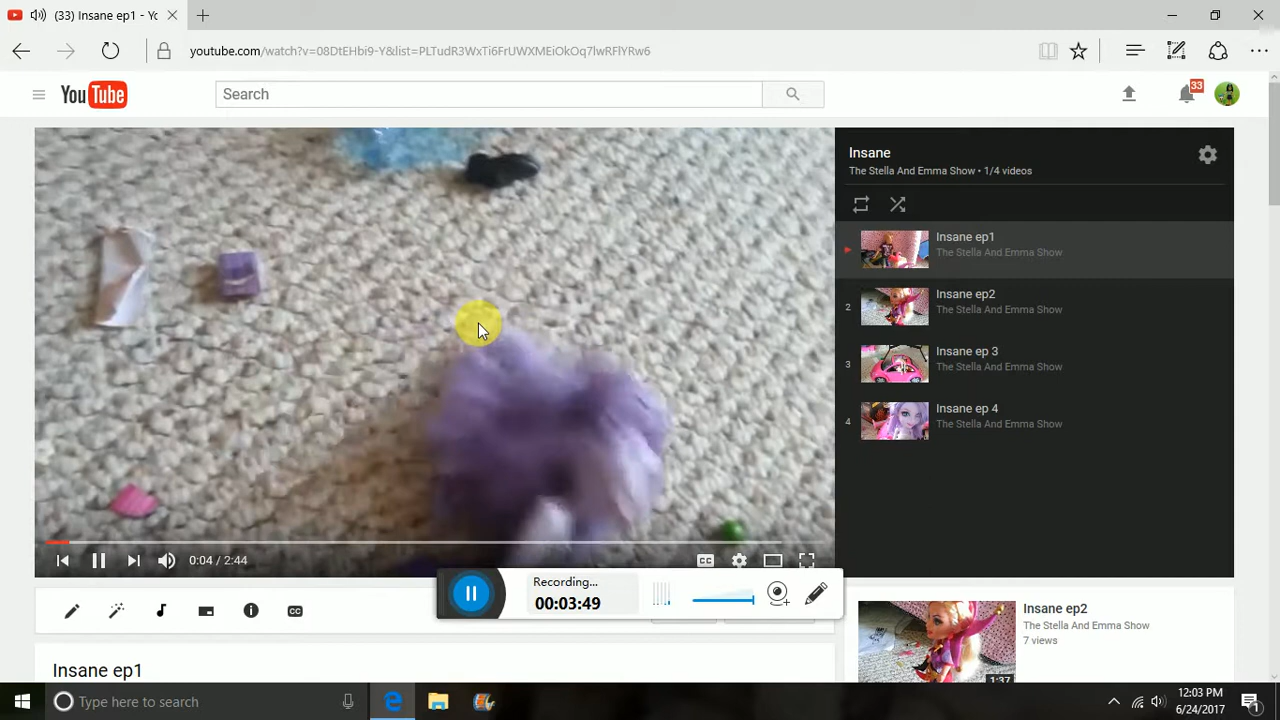 (33) Insane ep1 - Yo
youtube.com/watch?v=08DtEHbi9-Y&list=PLTudR3WxTi6FrUWXMEiOkOq7lwRFlYRw6
YouTube
Search
33
Insane
The Stella And Emma Show • 1/4 videos
Insane ep1
The Stella And Emma Show
2
Insane ep2
The Stella And Emma Show
3
Insane ep 3
The Stella And Emma Show
4
Insane ep 4
The Stella And Emma Show
0:04 / 2:44
CC
Recording...
00:03:49
CC
Insane ep1
Insane ep2
The Stella And Emma Show
7 views
1:37
Type here to search
12:03 PM
6/24/2017
1